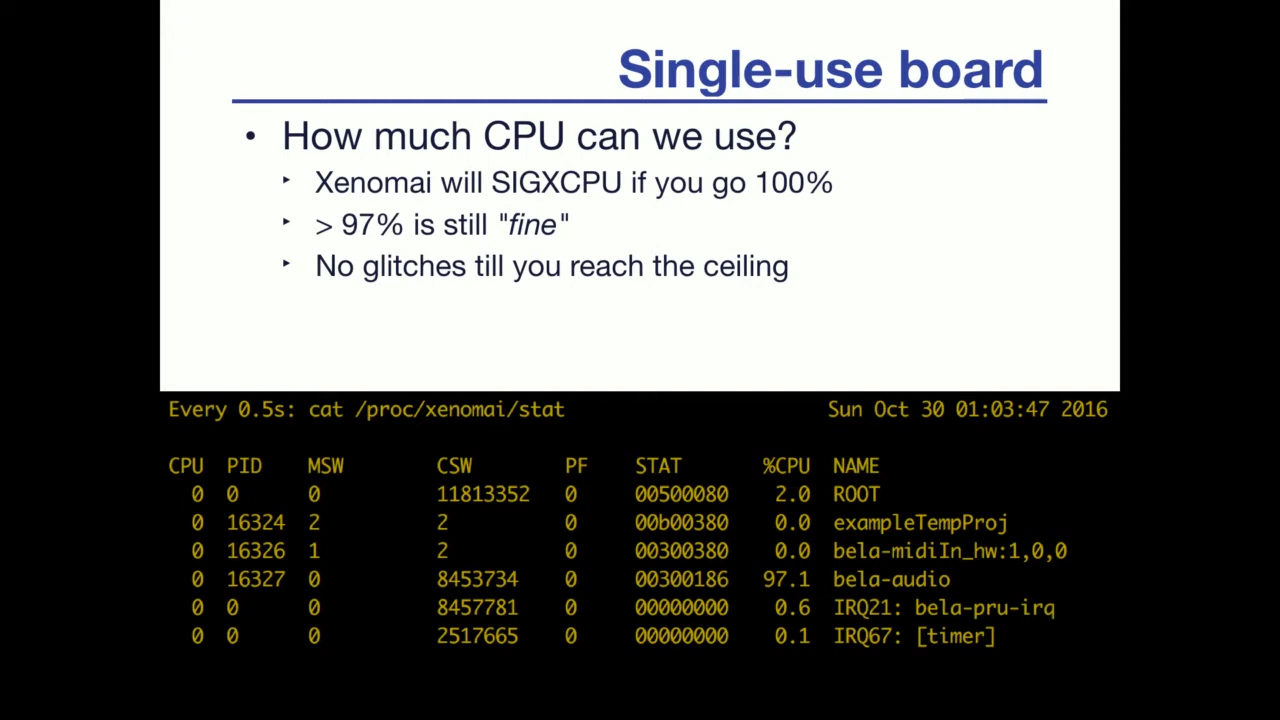 Single-use board
• How much CPU can we use?
‣ Xenomai will SIGXCPU if you go 100%
‣ > 97% is still "fine"
‣ No glitches till you reach the ceiling
Every 0.5s: cat /proc/xenomai/stat Sun Oct 30 01:03:47 2016
CPU PID MSW CSW PF STAT %CPU NAME
0 0 0 11813352 0 00500080 2.0 ROOT
0 16324 2 2 0 00b00380 0.0 exampleTempProj
0 16326 1 2 0 00300380 0.0 bela-midiIn_hw:1,0,0
0 16327 0 8453734 0 00300186 97.1 bela-audio
0 0 0 8457781 0 00000000 0.6 IRQ21: bela-pru-irq
0 0 0 2517665 0 00000000 0.1 IRQ67: [timer]